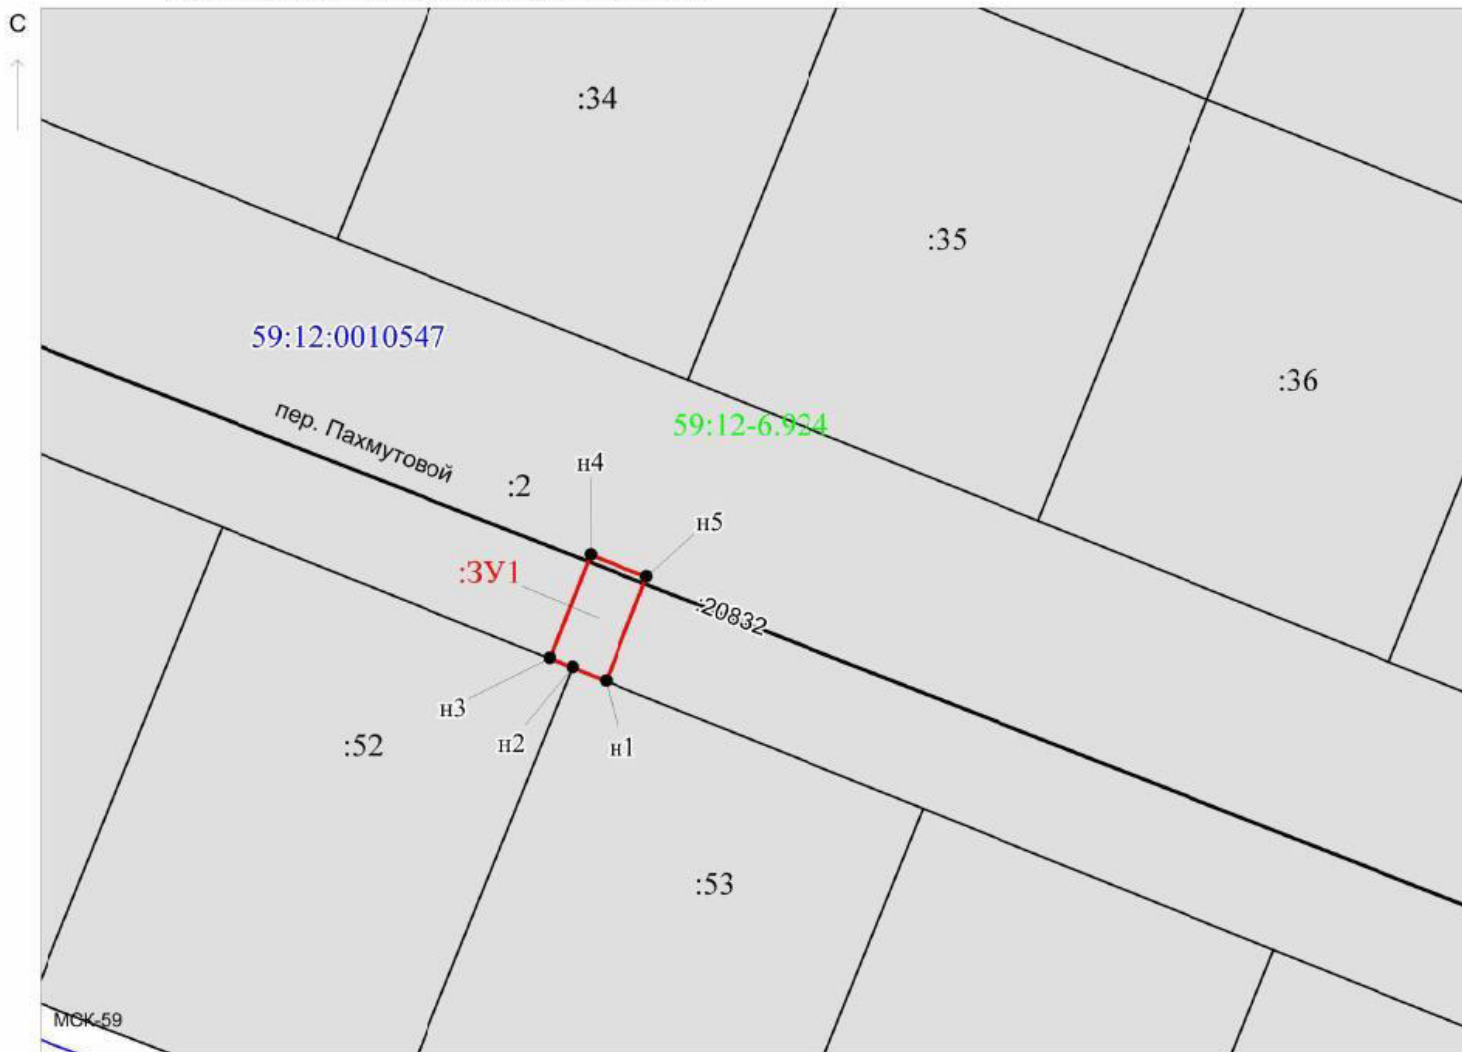 С
:34
:35
:36
59:12:0010547
59:12-6.924
пер. Пахмутовой
:2
н4
н5
:ЗУ1
:20832
н3
н2
н1
:52
:53
МСК-59